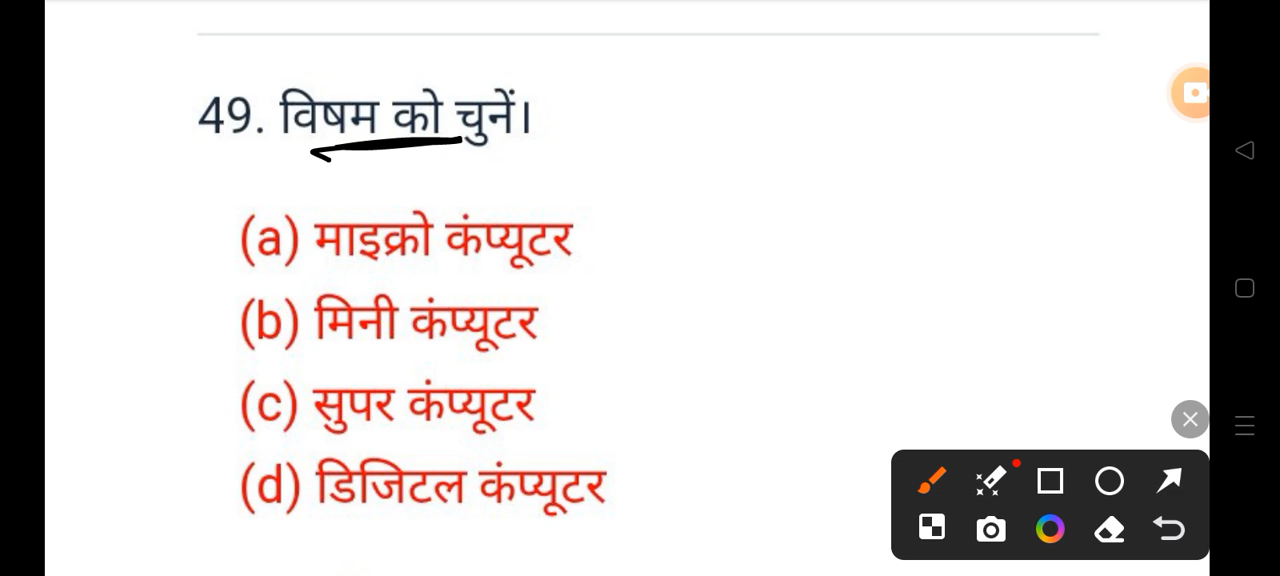 49. विषम को चुनें।
(a) माइक्रो कंप्यूटर
(b) मिनी कंप्यूटर
(c) सुपर कंप्यूटर
(d) डिजिटल कंप्यूटर